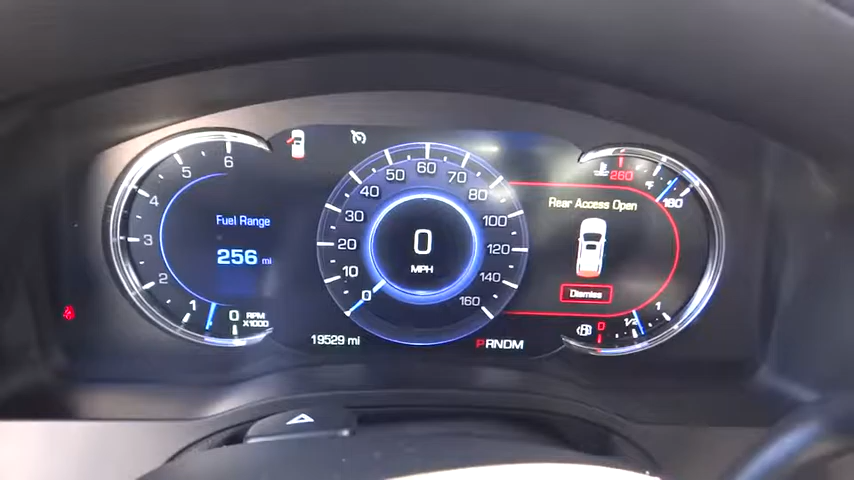 6
5
4
3
2
1
0
RPM
X1000
Fuel Range
256 mi
0
10
20
30
40
50
60
70
80
100
120
140
160
0
MPH
19529 mi
PRNDM
260
°F
160
Rear Access Open
Dismiss
0
1/2
1